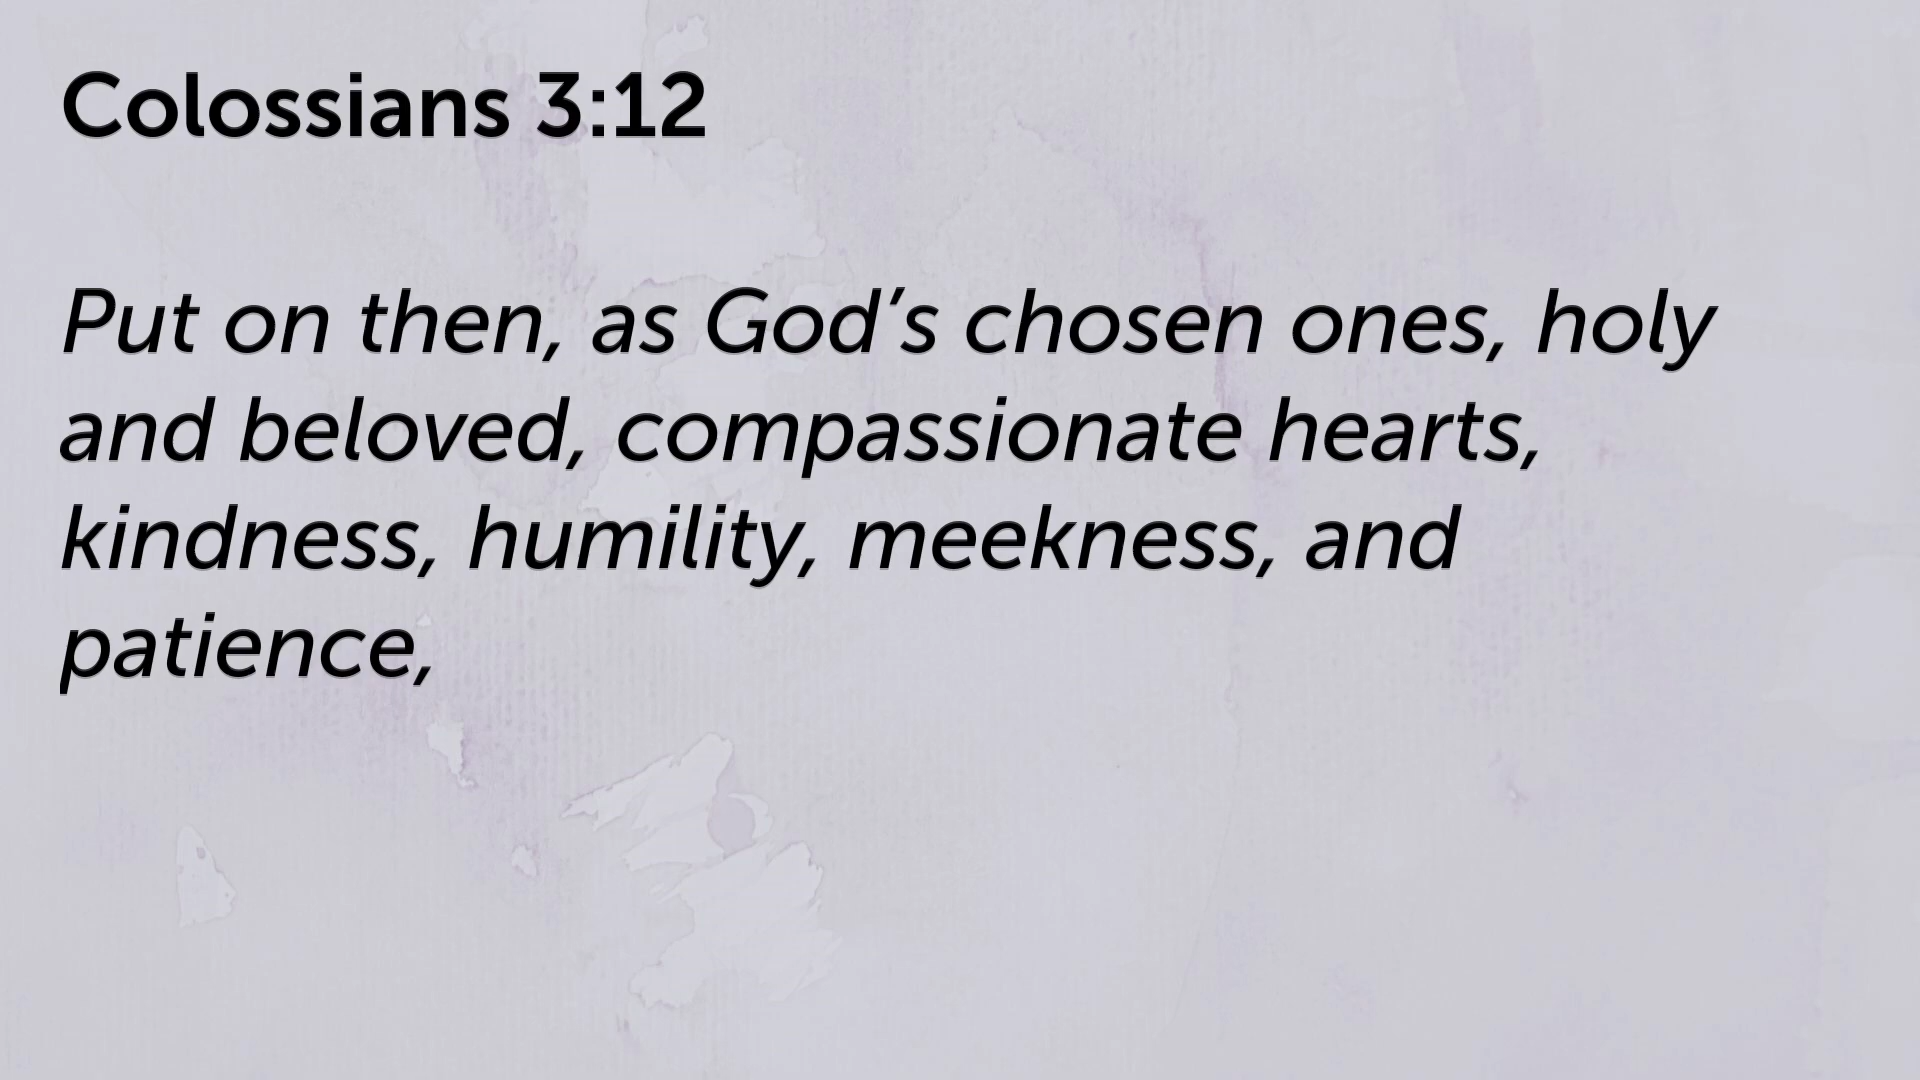 Colossians 3:12
Put on then, as God’s chosen ones, holy
and beloved, compassionate hearts,
kindness, humility, meekness, and
patience,